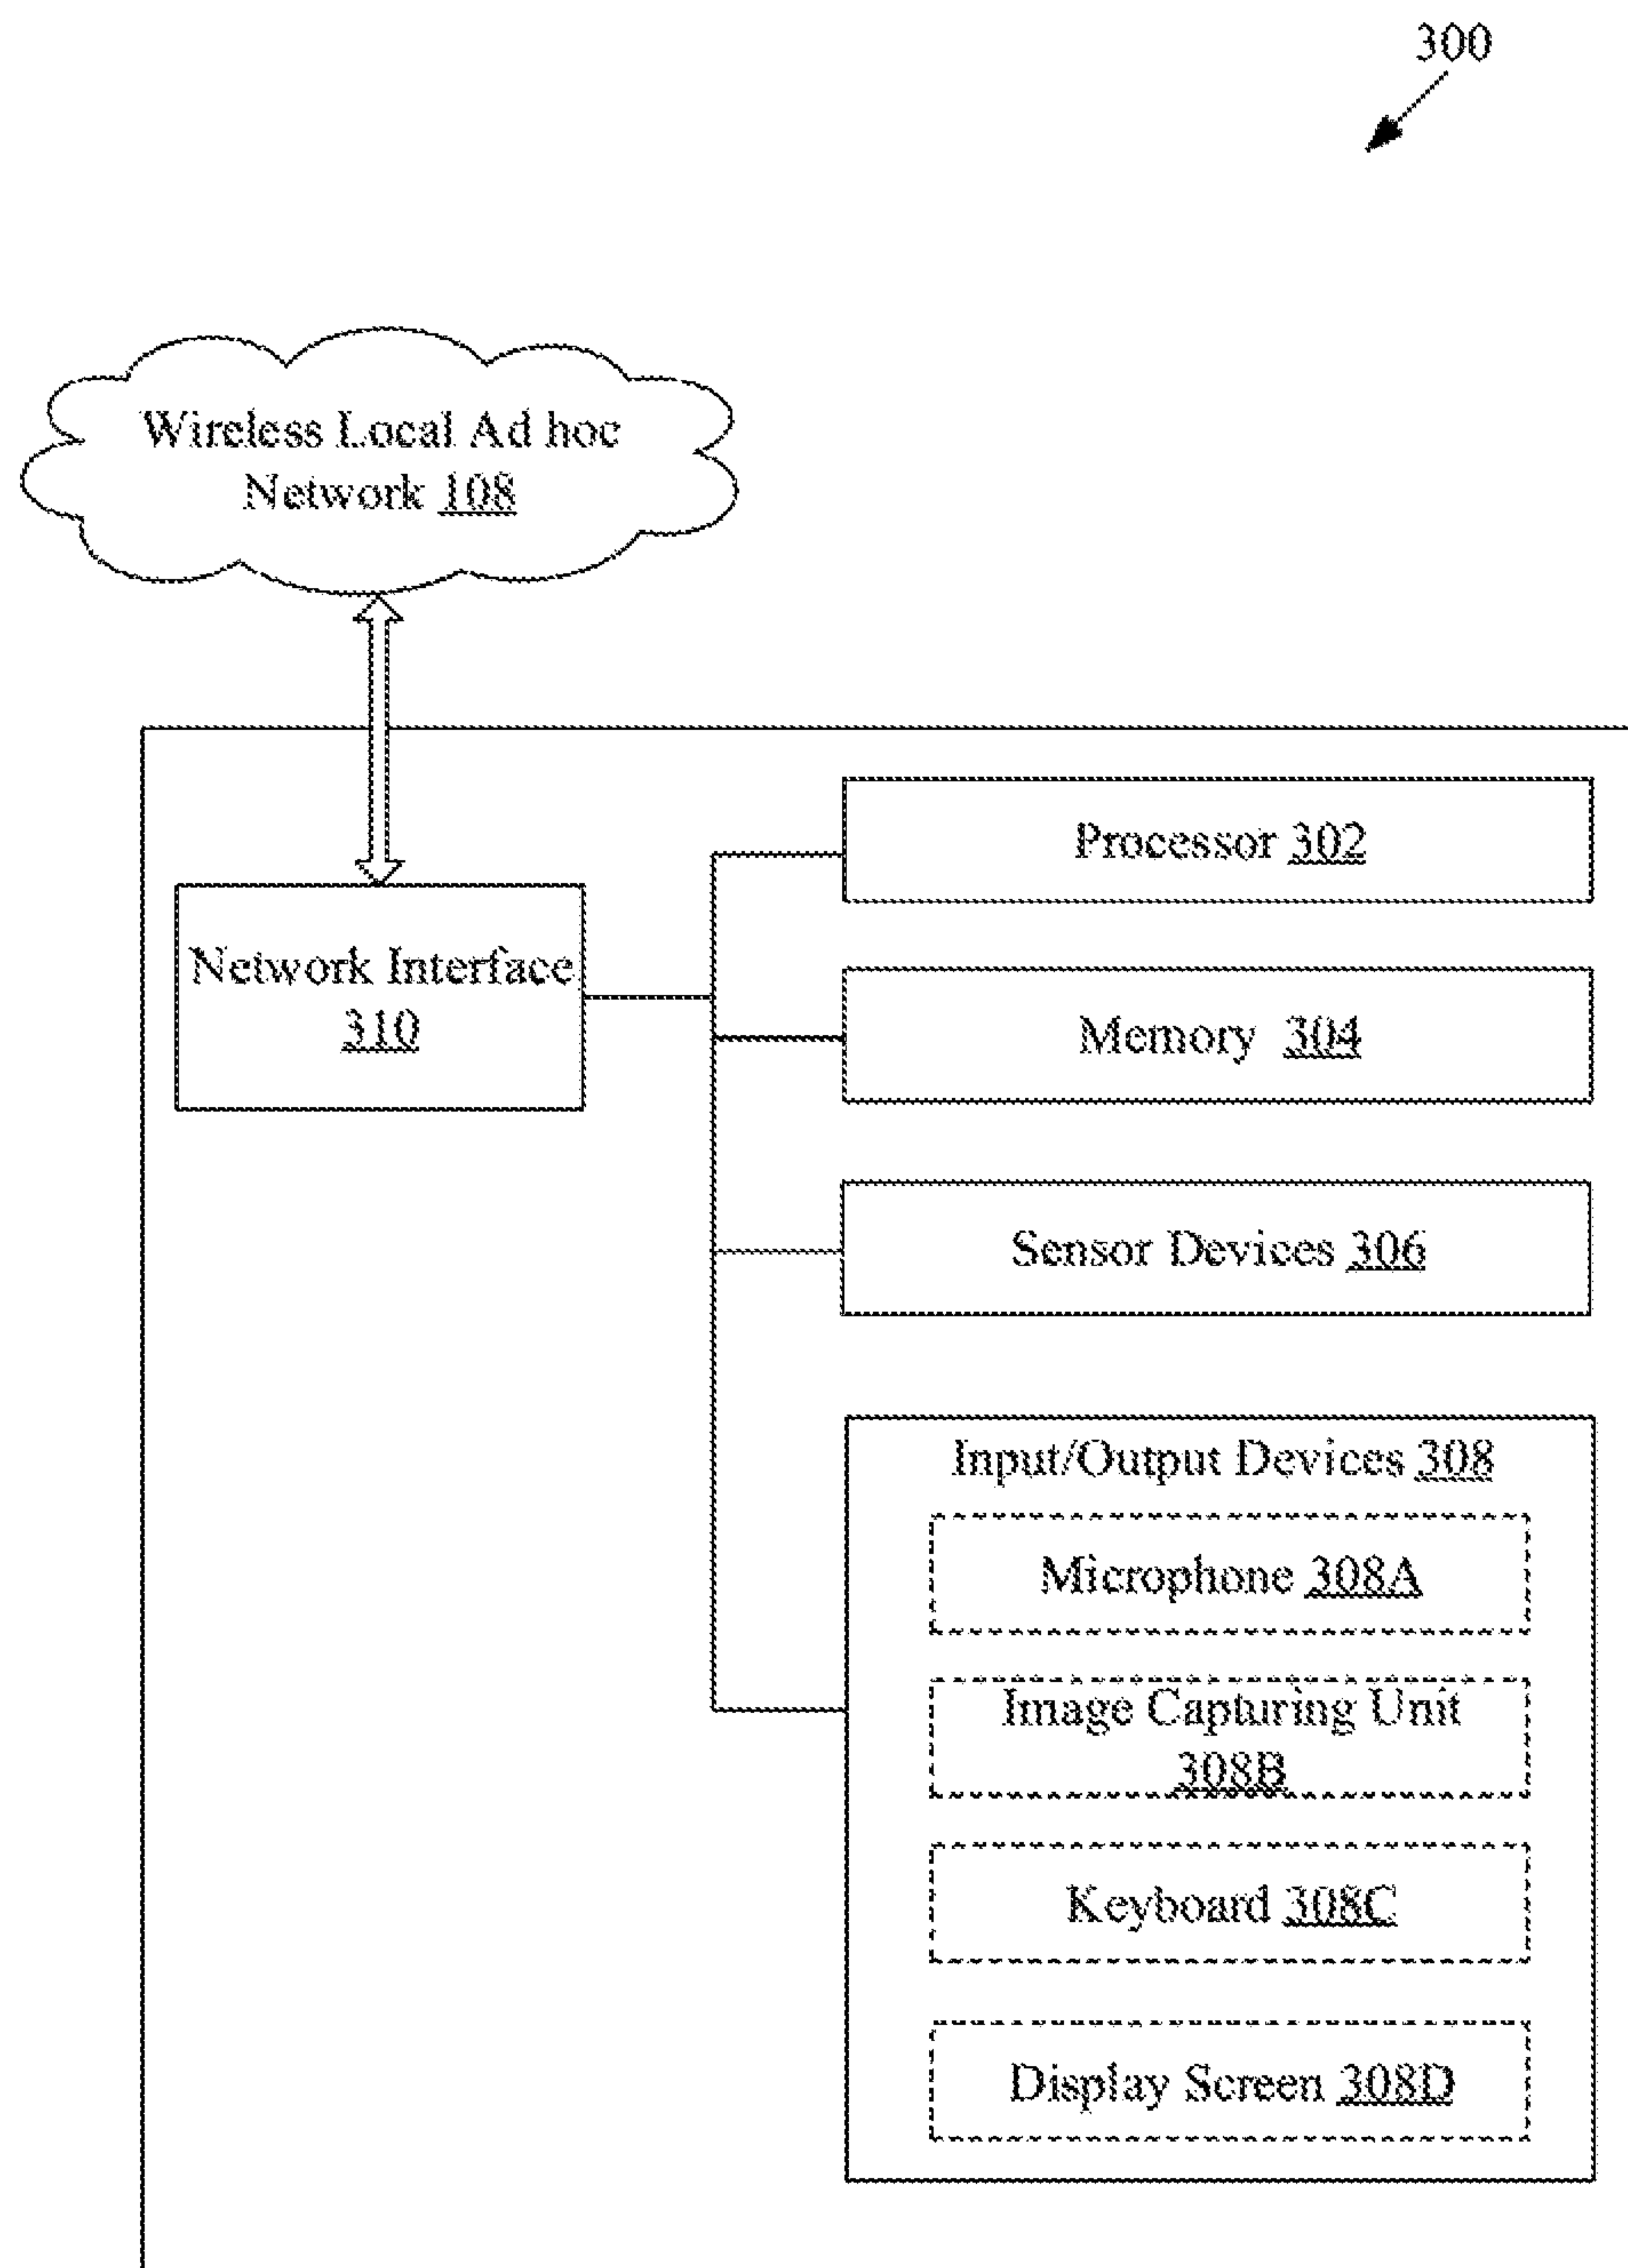 300
Wireless Local Ad hoc
Network 108
Processor 302
Network Interface
310
Memory 304
Sensor Devices 306
Input/Output Devices 308
Microphone 308A
Image Capturing Unit
308B
Keyboard 308C
Display Screen 308D